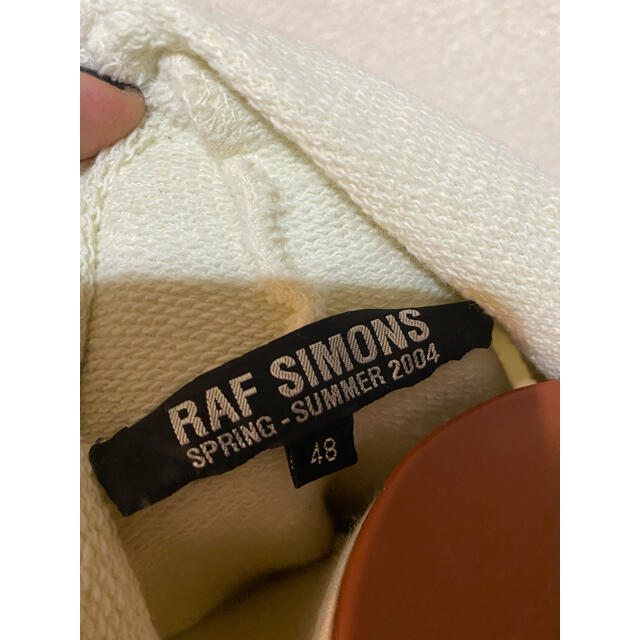 RAF SIMONS
SPRING - SUMMER 2004
48